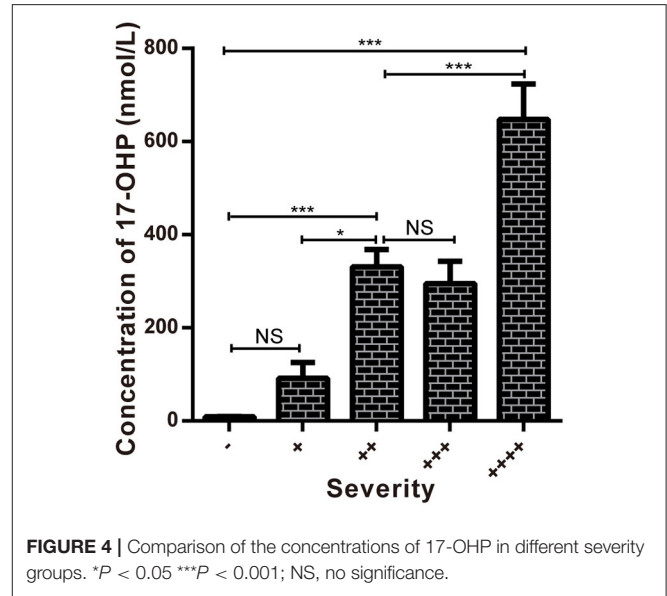 Concentration of 17-OHP (nmol/L)
800
600
400
200
0
***
***
***
*
NS
NS
-
+
++
+++
++++
Severity
FIGURE 4 | Comparison of the concentrations of 17-OHP in different severity
groups. *P < 0.05 ***P < 0.001; NS, no significance.